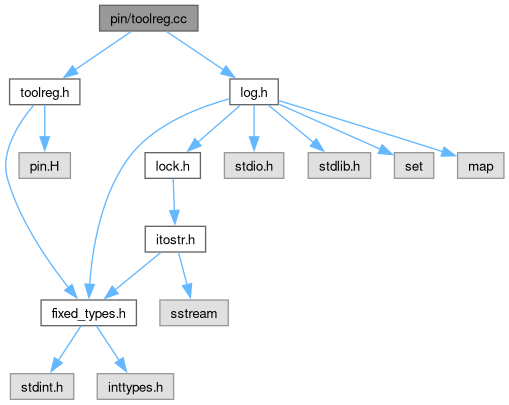 pin/toolreg.cc
toolreg.h
log.h
pin.H
lock.h
stdio.h
stdlib.h
set
map
itostr.h
fixed_types.h
sstream
stdint.h
inttypes.h